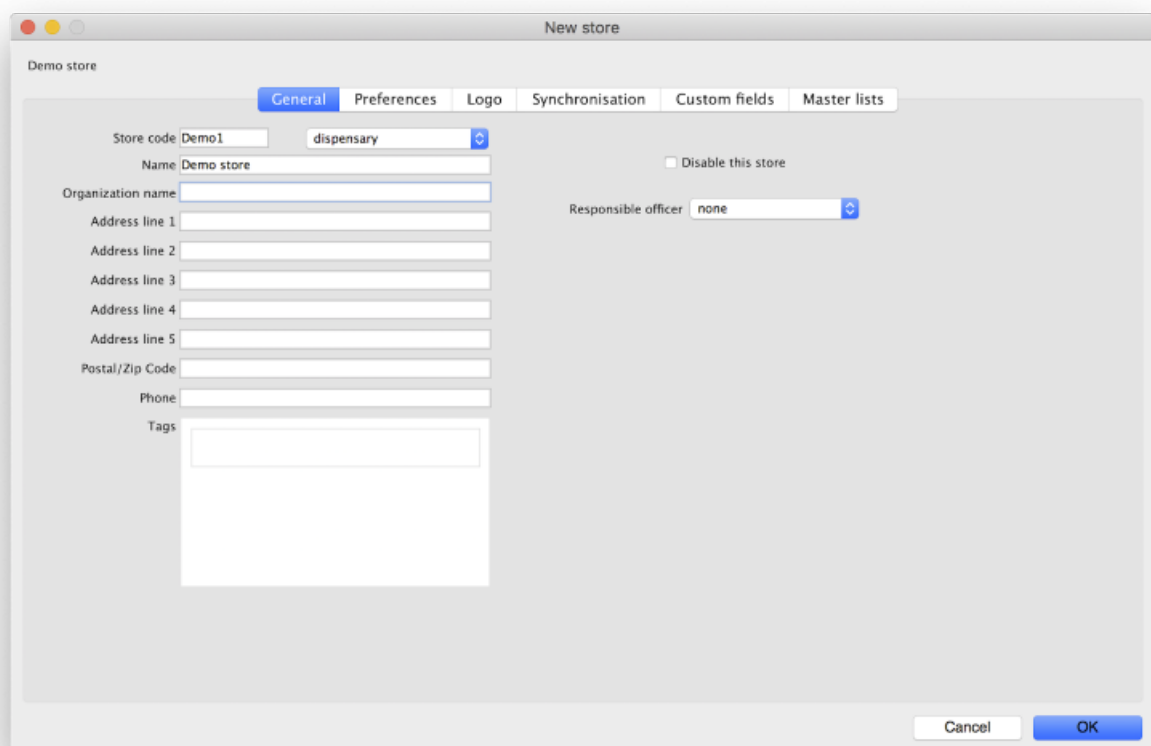 New store
Demo store
General Preferences Logo Synchronisation Custom fields Master lists
Store code Demo1 dispensary
Name Demo store
Disable this store
Organization name
Responsible officer none
Address line 1
Address line 2
Address line 3
Address line 4
Address line 5
Postal/Zip Code
Phone
Tags
Cancel OK